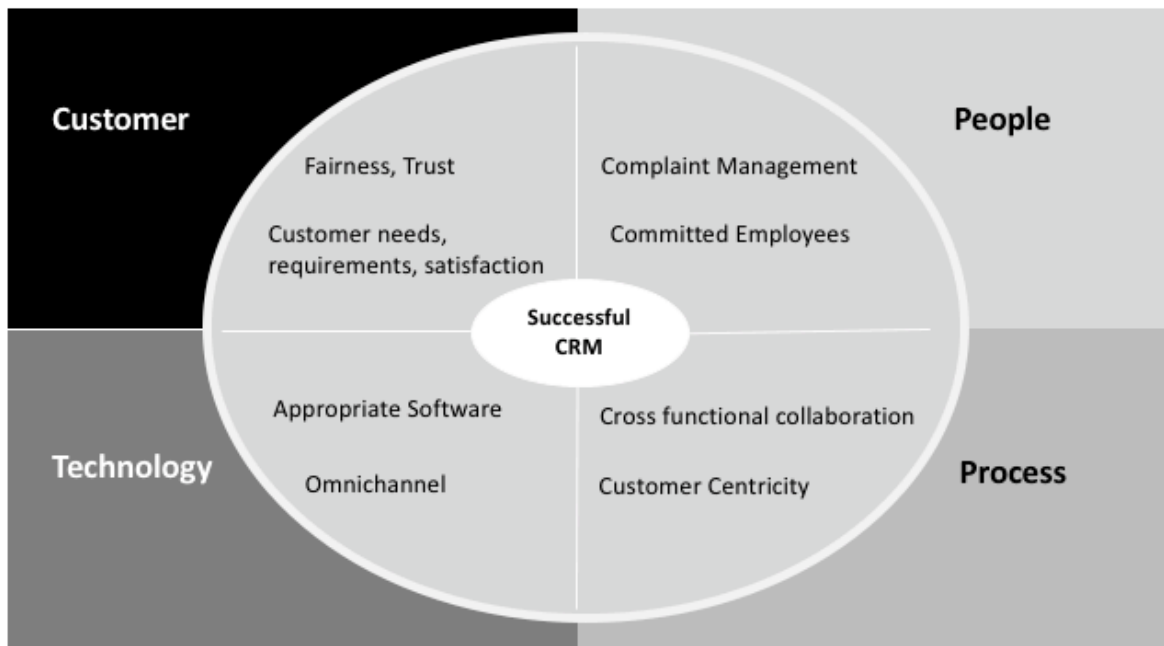 Customer
People
Fairness, Trust
Complaint Management
Customer needs,
requirements, satisfaction
Committed Employees
Successful
CRM
Appropriate Software
Cross functional collaboration
Technology
Process
Omnichannel
Customer Centricity